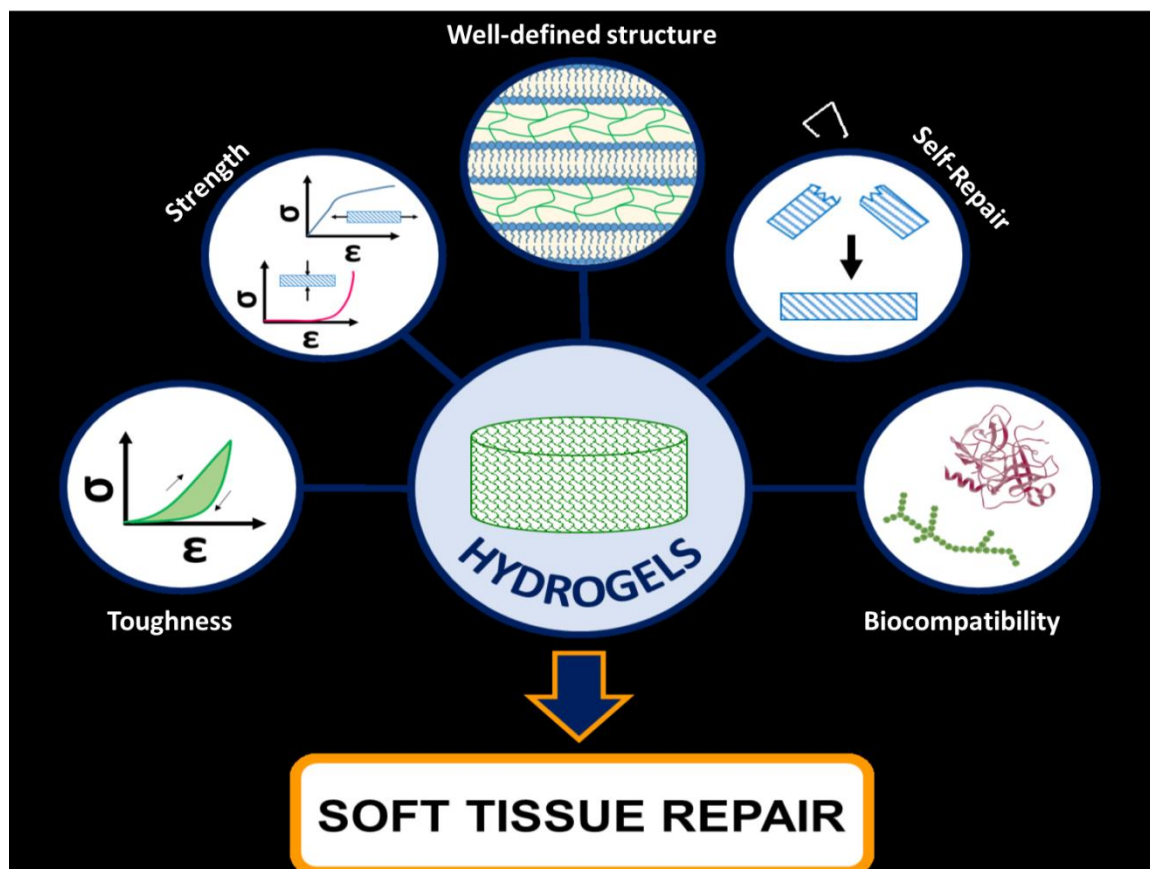 Well-defined structure
Strength
Self-Repair
σ
ε
σ
ε
σ
ε
HYDROGELS
Toughness
Biocompatibility
SOFT TISSUE REPAIR